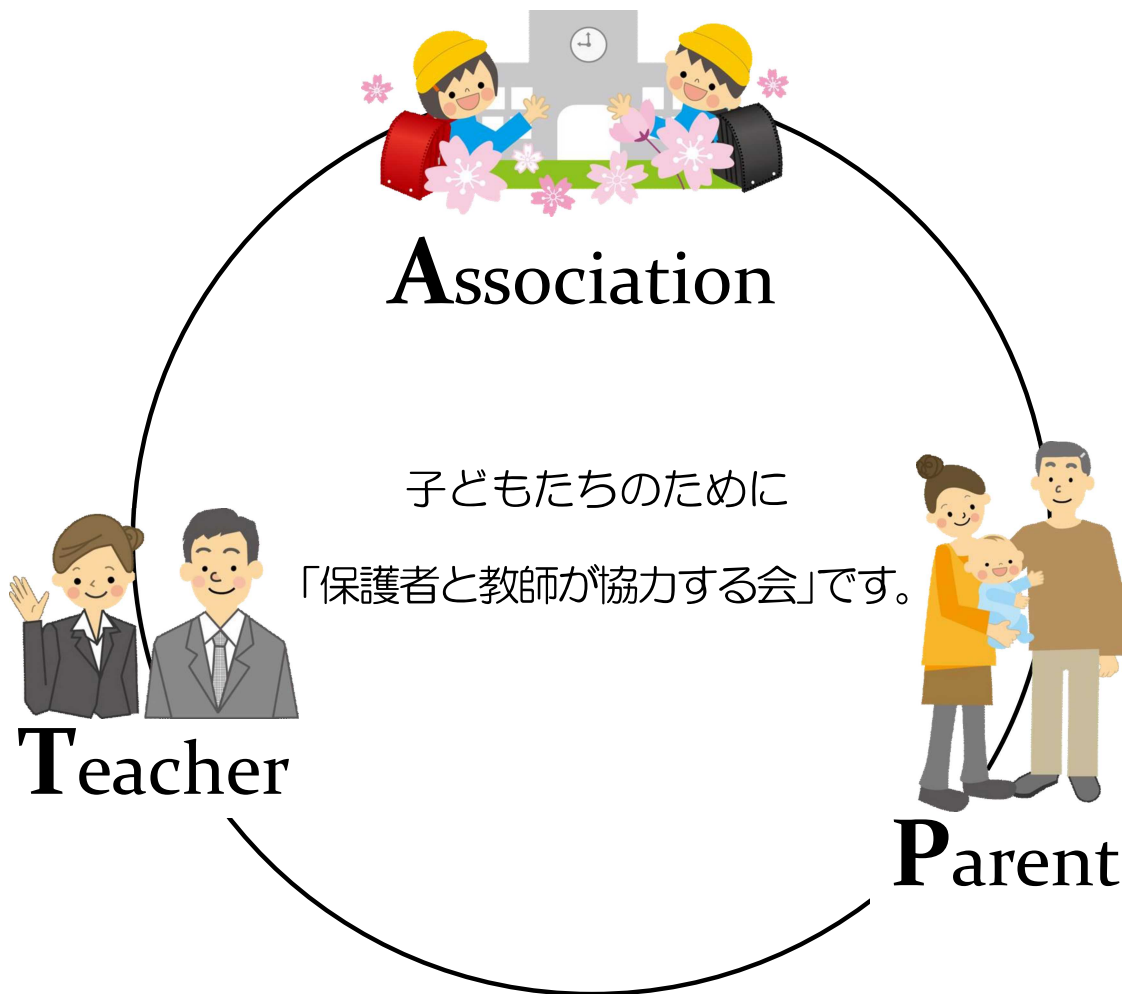 Association
子どもたちのために
「保護者と教師が協力する会」です。
Teacher
Parent